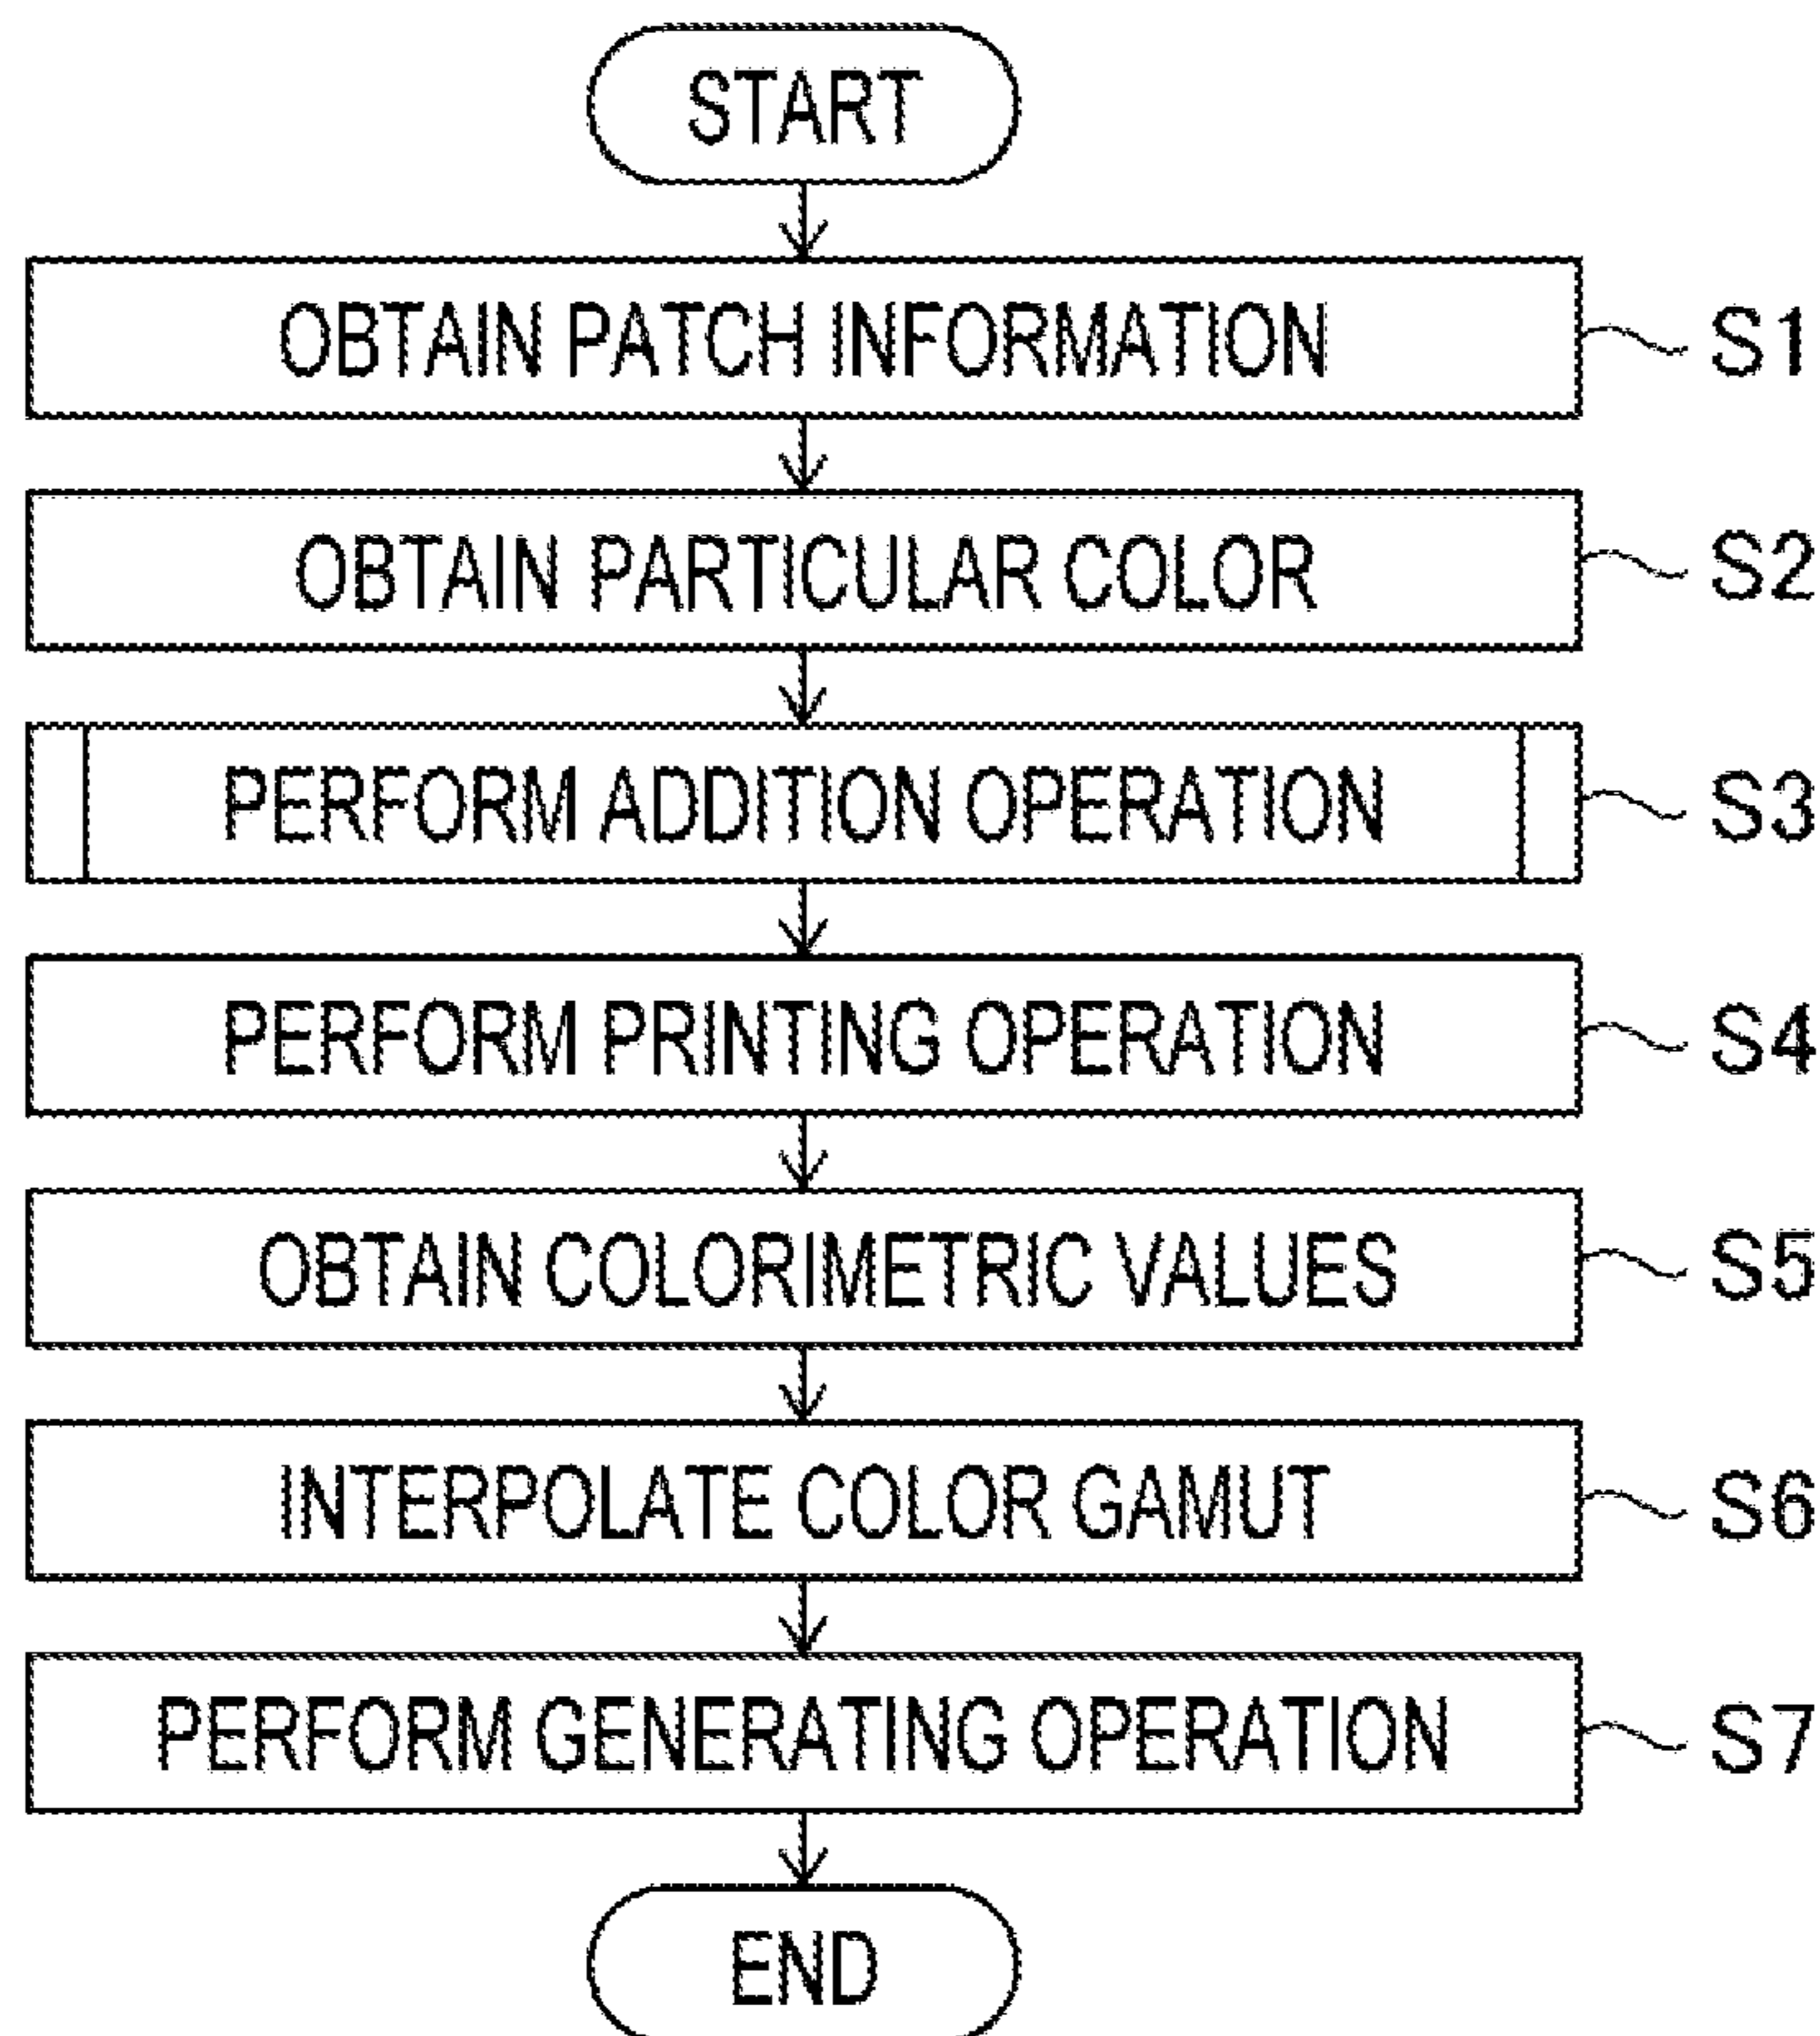 START
OBTAIN PATCH INFORMATION S1
OBTAIN PARTICULAR COLOR S2
PERFORM ADDITION OPERATION S3
PERFORM PRINTING OPERATION S4
OBTAIN COLORIMETRIC VALUES S5
INTERPOLATE COLOR GAMUT S6
PERFORM GENERATING OPERATION S7
END